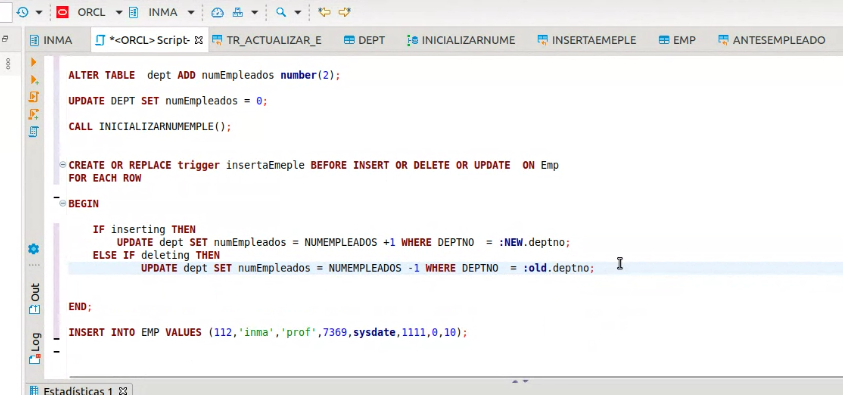 ORCL INMA
INMA *<ORCL> Script- TR_ACTUALIZAR_E DEPT INICIALIZARNUME INSERTAEMEPLE EMP ANTESEMPLEADO
ALTER TABLE  dept ADD numEmpleados number(2);
UPDATE DEPT SET numEmpleados = 0;
CALL INICIALIZARNUMEMPLE();
CREATE OR REPLACE trigger insertaEmeple BEFORE INSERT OR DELETE OR UPDATE  ON Emp
FOR EACH ROW
BEGIN
IF inserting THEN
UPDATE dept SET numEmpleados = NUMEMPLEADOS +1 WHERE DEPTNO  = :NEW.deptno;
ELSE IF deleting THEN
UPDATE dept SET numEmpleados = NUMEMPLEADOS -1 WHERE DEPTNO  = :old.deptno;
END;
INSERT INTO EMP VALUES (112,'inma','prof',7369,sysdate,1111,0,10);
Out
Log
Estadísticas 1